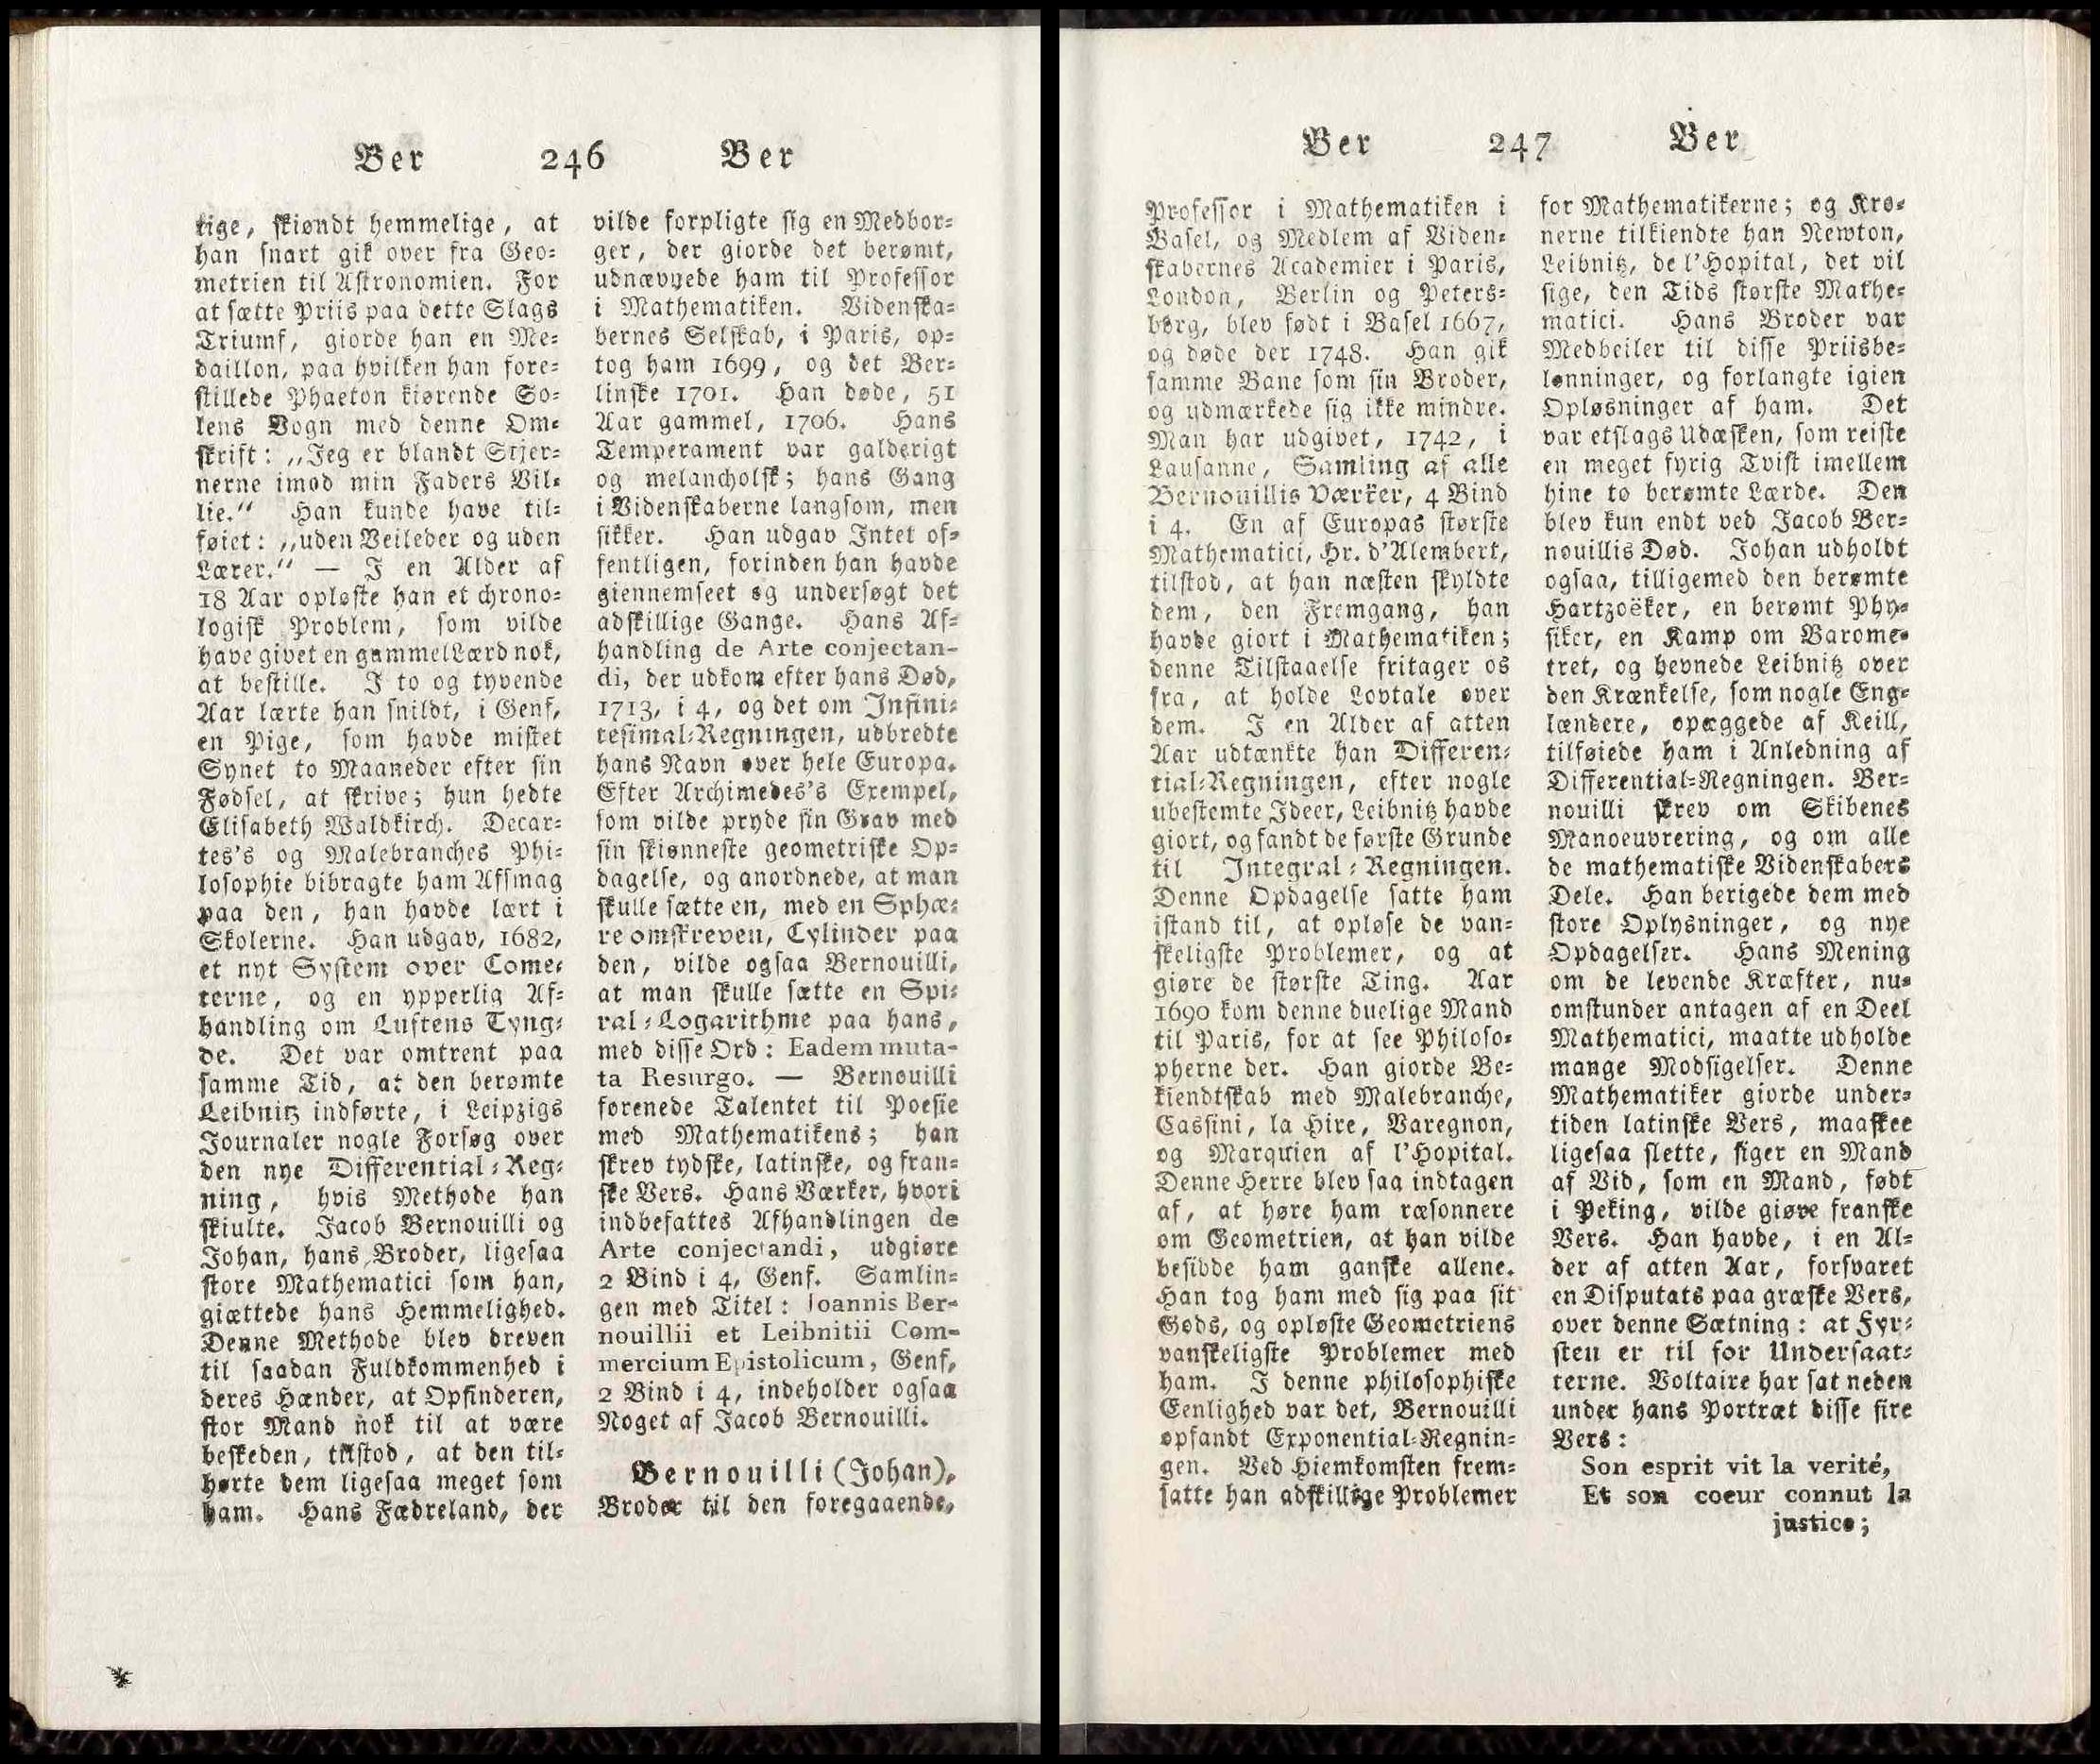 Ber 246 Ber
tige, skiøndt hemmelige, at
han snart gik over fra Geo-
metrien til Astronomien. For
at sætte Priis paa dette Slags
Triumf, giorde han en Me-
daillon, paa hvilken han fore-
stillede Phaeton kiørende So-
lens Vogn med denne Om-
skrift: „Jeg er blandt Stjer-
nerne imod min Faders Vil-
lie.“ Han kunde have til-
føiet: „uden Veileder og uden
Lærer.“ — I en Alder af
18 Aar opløste han et chrono-
logisk Problem, som vilde
have givet en gammel Lærd nok,
at bestille. I to og tyvende
Aar lærte han snildt, i Genf,
en Pige, som havde mistet
Synet to Maaneder efter sin
Fødsel, at skrive; hun hedte
Elisabeth Waldkirch. Decar-
tes's og Malebranches Phi-
losophie bibragte ham Afsmag
paa den, han havde lært i
Skolerne. Han udgav, 1682,
et nyt System over Come-
terne, og en ypperlig Af-
handling om Luftens Tyng-
de. Det var omtrent paa
samme Tid, at den berømte
Leibnitz indførte, i Leipzigs
Journaler nogle Forsøg over
den nye Differential-Reg-
ning, hvis Methode han
skiulte. Jacob Bernouilli og
Johan, hans Broder, ligesaa
store Mathematici som han,
giættede hans Hemmelighed.
Denne Methode blev dreven
til saadan Fuldkommenhed i
deres Hænder, at Opfinderen,
stor Mand nok til at være
beskeden, tilstod, at den til-
hørte dem ligesaa meget som
ham. Hans Fædreland, der
vilde forpligte sig en Medbor-
ger, der giorde det berømt,
udnævnede ham til Professor
i Mathematiken. Videnska-
bernes Selskab, i Paris, op-
tog ham 1699, og det Ber-
linske 1701. Han døde, 51
Aar gammel, 1706. Hans
Temperament var galderigt
og melancholsk; hans Gang
i Videnskaberne langsom, men
sikker. Han udgav Intet of-
fentligen, forinden han havde
giennemseet og undersøgt det
adskillige Gange. Hans Af-
handling de Arte conjectan-
di, der udkom efter hans Død,
1713, i 4, og det om Infini-
tesimal-Regningen, udbredte
hans Navn over hele Europa.
Efter Archimedes's Exempel,
som vilde pryde sin Grav med
sin skiønneste geometriske Op-
dagelse, og anordnede, at man
skulle sætte en, med en Sphæ-
re omskreven, Cylinder paa
den, vilde ogsaa Bernouilli,
at man skulle sætte en Spi-
ral-Logarithme paa hans,
med disse Ord: Eadem muta-
ta Resurgo. — Bernouilli
forenede Talentet til Poesie
med Mathematikens; han
skrev tydske, latinske, og fran-
ske Vers. Hans Værker, hvori
indbefattes Afhandlingen de
Arte conjectandi, udgiøre
2 Bind i 4, Genf. Samlin-
gen med Titel: Joannis Ber-
nouillii et Leibnitii Com-
mercium Epistolicum, Genf,
2 Bind i 4, indeholder ogsaa
Noget af Jacob Bernouilli.
Bernouilli (Johan),
Broder til den foregaaende,
Ber 247 Ber
Professor i Mathematiken i
Basel, og Medlem af Viden-
skabernes Academier i Paris,
London, Berlin og Peters-
borg, blev født i Basel 1667,
og døde der 1748. Han gik
samme Bane som sin Broder,
og udmærkede sig ikke mindre.
Man har udgivet, 1742, i
Lausanne, Samling af alle
Bernouillis Værker, 4 Bind
i 4. En af Europas største
Mathematici, Hr. d'Alembert,
tilstod, at han næsten skyldte
dem, den Fremgang, han
havde giort i Mathematiken;
denne Tilstaaelse fritager os
fra, at holde Lovtale over
dem. I en Alder af atten
Aar udtænkte han Differen-
tial-Regningen, efter nogle
ubestemte Ideer, Leibnitz havde
giort, og fandt de første Grunde
til Integral-Regningen.
Denne Opdagelse satte ham
istand til, at opløse de van-
skeligste Problemer, og at
giøre de største Ting. Aar
1690 kom denne duelige Mand
til Paris, for at see Philoso-
pherne der. Han giorde Be-
kiendtskab med Malebranche,
Cassini, la Hire, Varegnon,
og Marquien af l'Hopital.
Denne Herre blev saa indtagen
af, at høre ham ræsonnere
om Geometrien, at han vilde
besidde ham ganske allene.
Han tog ham med sig paa sit
Gods, og opløste Geometriens
vanskeligste Problemer med
ham. I denne philosophiske
Eenlighed var det, Bernouilli
opfandt Exponential-Regnin-
gen. Ved Hiemkomsten frem-
satte han adskillige Problemer
for Mathematikerne; og Kro-
nerne tilkiendte han Newton,
Leibnitz, de l'Hopital, det vil
sige, den Tids største Mathe-
matici. Hans Broder var
Medbeiler til disse Priisbe-
lønninger, og forlangte igien
Opløsninger af ham. Det
var etslags Udæsken, som reiste
en meget fyrig Tvist imellem
hine to berømte Lærde. Den
blev kun endt ved Jacob Ber-
nouillis Død. Johan udholdt
ogsaa, tilligemed den berømte
Hartzoëker, en berømt Phy-
siker, en Kamp om Barome-
tret, og hevnede Leibnitz over
den Krænkelse, som nogle Eng-
lændere, opæggede af Keill,
tilføiede ham i Anledning af
Differential-Regningen. Ber-
nouilli skrev om Skibenes
Manoeuvrering, og om alle
de mathematiske Videnskabers
Dele. Han berigede dem med
store Oplysninger, og nye
Opdagelser. Hans Mening
om de levende Kræfter, nu-
omstunder antagen af en Deel
Mathematici, maatte udholde
mange Modsigelser. Denne
Mathematiker giorde under-
tiden latinske Vers, maaskee
ligesaa slette, siger en Mand
af Vid, som en Mand, født
i Peking, vilde giøre franske
Vers. Han havde, i en Al-
der af atten Aar, forsvaret
en Disputats paa græske Vers,
over denne Sætning: at Fyr-
sten er til for Undersaat-
terne. Voltaire har sat neden
under hans Portræt disse fire
Vers:
Son esprit vit la verité,
Et son coeur connut la
justice;